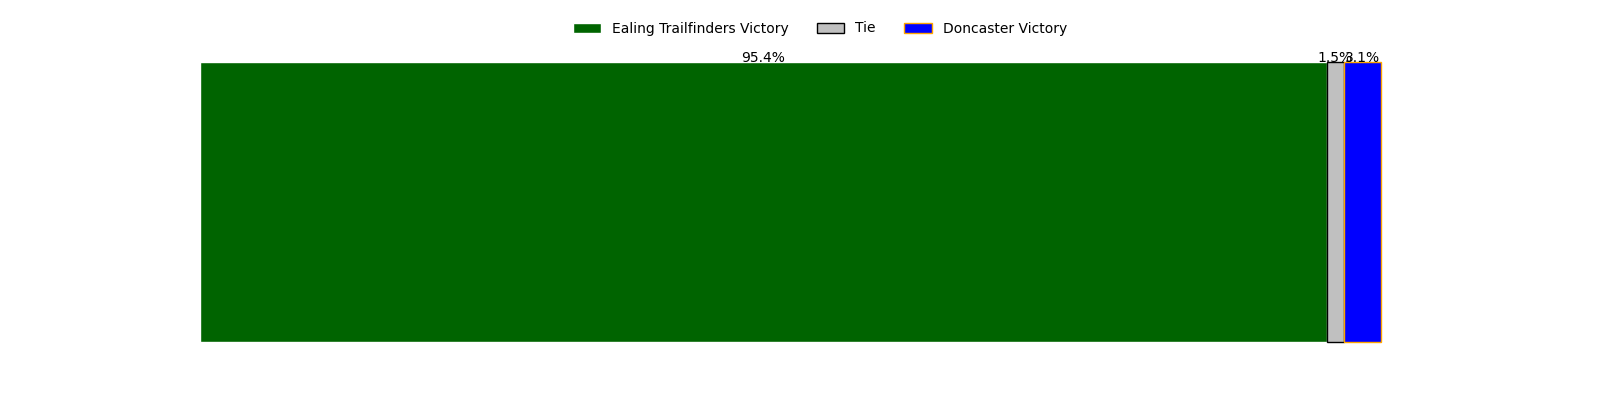 Ealing Trailfinders Victory Tie Doncaster Victory
95.4% 1.5% 3.1%